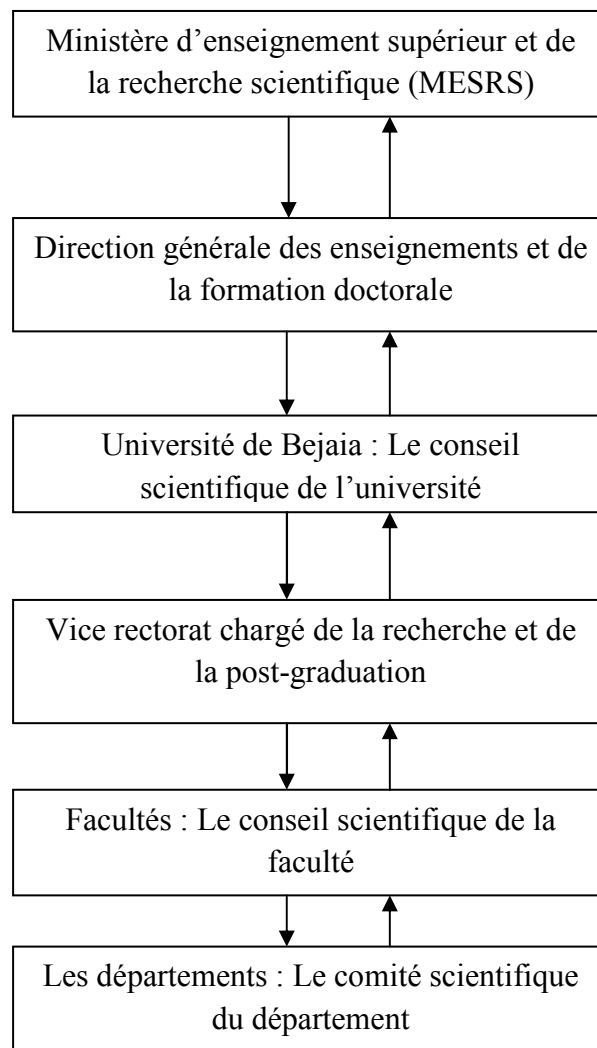 Ministère d’enseignement supérieur et de
la recherche scientifique (MESRS)
Direction générale des enseignements et de
la formation doctorale
Université de Bejaia : Le conseil
scientifique de l’université
Vice rectorat chargé de la recherche et de
la post-graduation
Facultés : Le conseil scientifique de la
faculté
Les départements : Le comité scientifique
du département